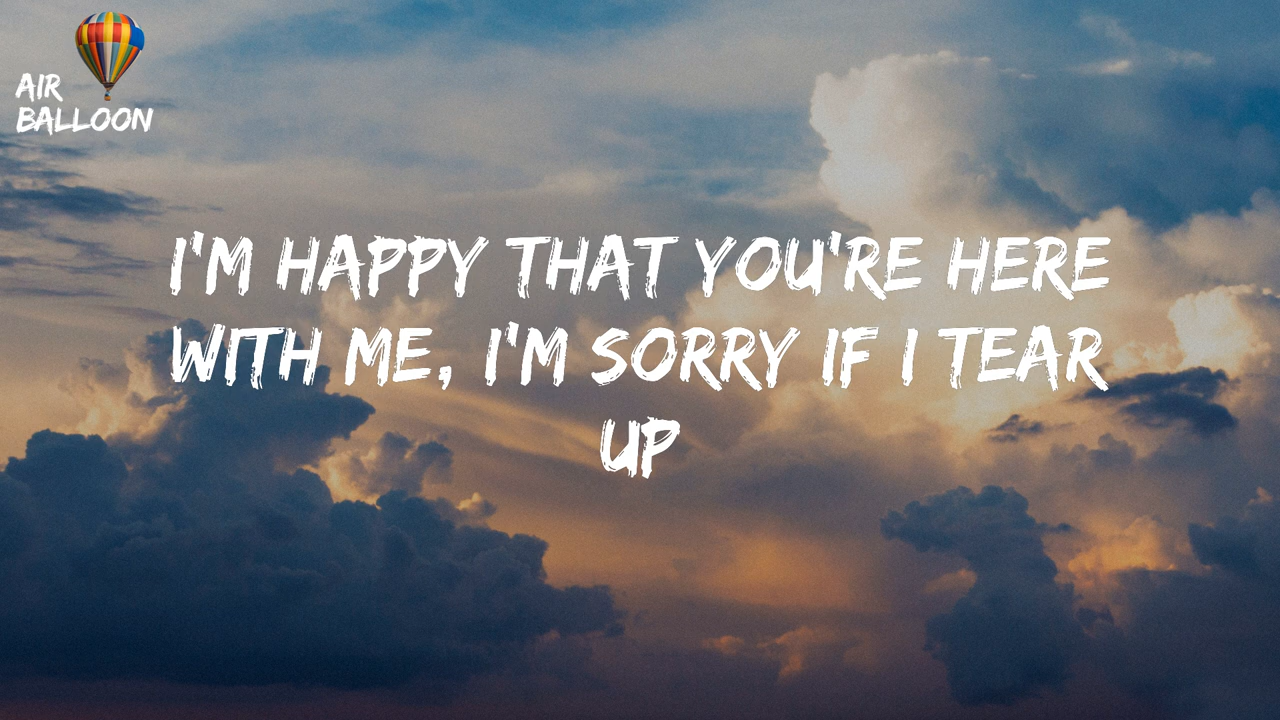 AIR
BALLOON
I'M HAPPY THAT YOU'RE HERE
WITH ME, I'M SORRY IF I TEAR
UP